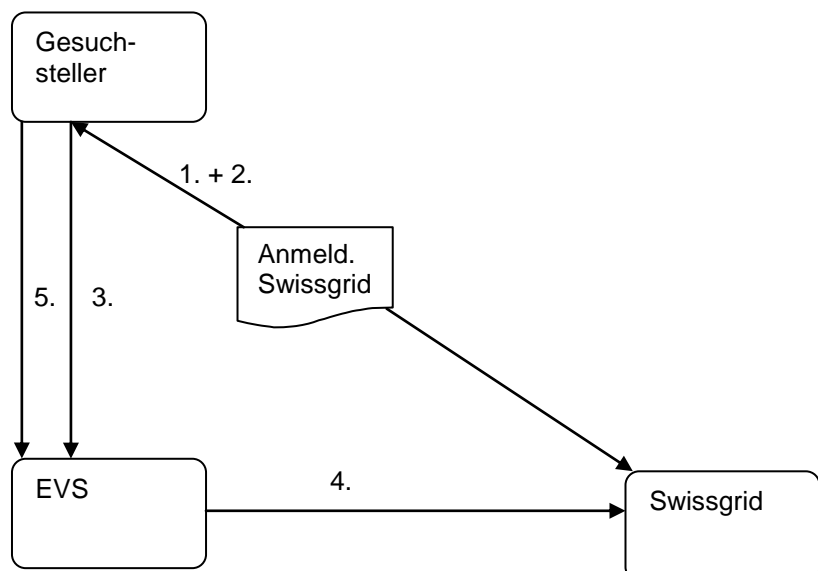 Gesuch-
steller
1. + 2.
Anmeld.
Swissgrid
5.
3.
EVS
4.
Swissgrid